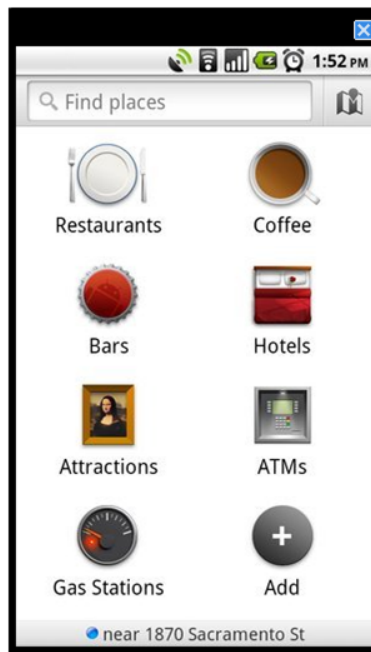 1:52 PM
Find places
Restaurants Coffee
Bars Hotels
Attractions ATMs
Gas Stations Add
near 1870 Sacramento St